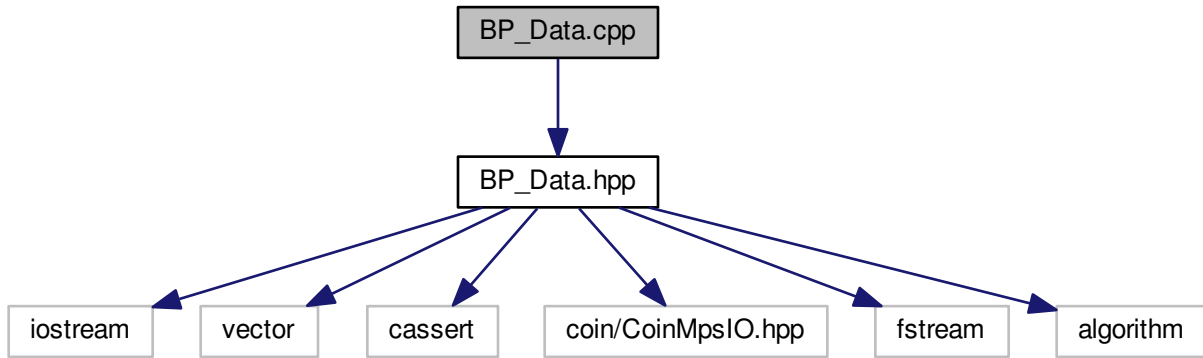 BP_Data.cpp
BP_Data.hpp
iostream
vector
cassert
coin/CoinMpsIO.hpp
fstream
algorithm